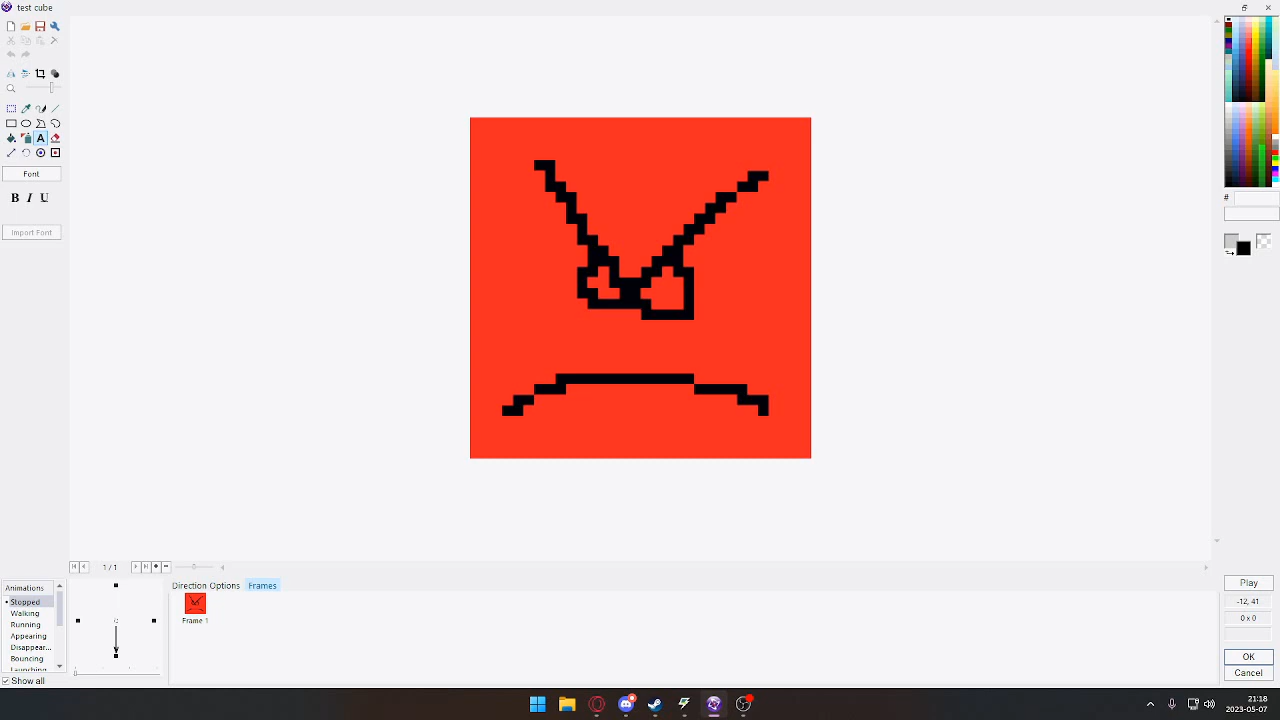 test cube
A
Font
B I U
Import Font
#
1 / 1
Animations
Stopped
Walking
Running
Appearing
Disappear...
Bouncing
Launching
Show all
Direction Options
Frames
Frame 1
Play
-12, 41
0 x 0
OK
Cancel
21:18
2023-05-07